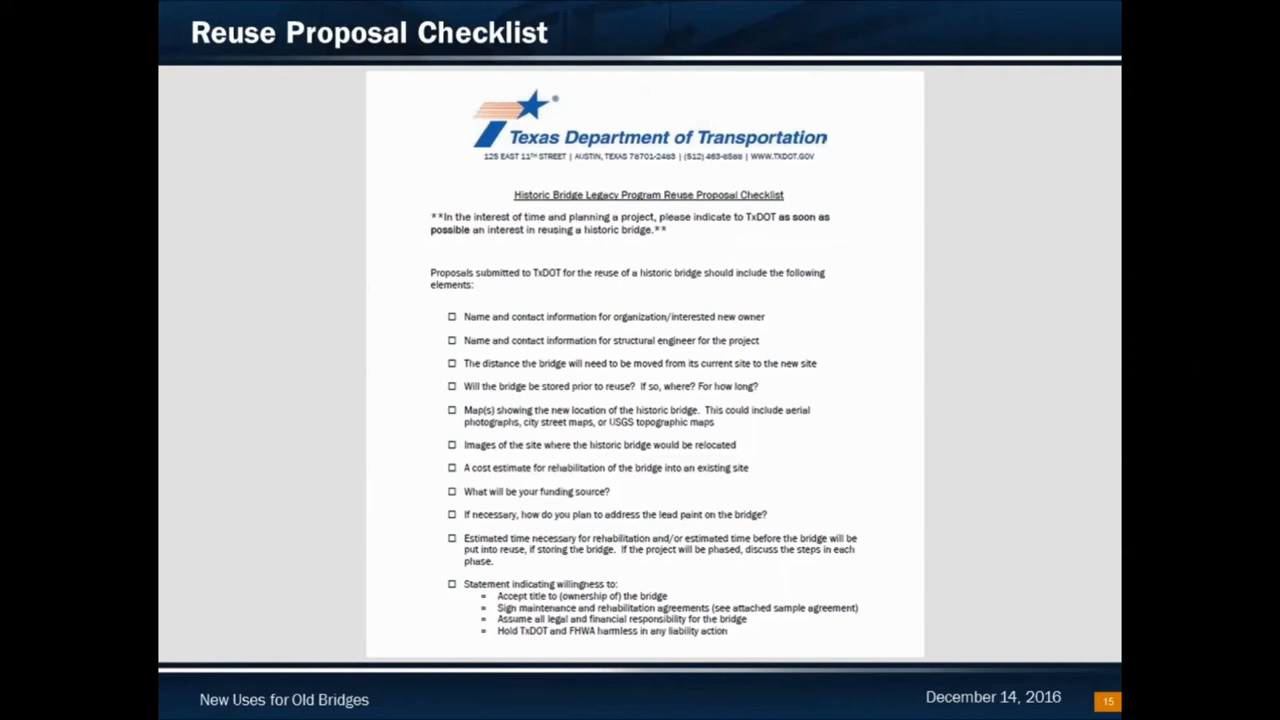 Reuse Proposal Checklist
Texas Department of Transportation
125 EAST 11TH STREET | AUSTIN, TEXAS 78701-2483 | (512) 463-8588 | WWW.TXDOT.GOV
Historic Bridge Legacy Program Reuse Proposal Checklist
**In the interest of time and planning a project, please indicate to TxDOT as soon as
possible an interest in reusing a historic bridge.**
Proposals submitted to TxDOT for the reuse of a historic bridge should include the following
elements:
☐ Name and contact information for organization/interested new owner
☐ Name and contact information for structural engineer for the project
☐ The distance the bridge will need to be moved from its current site to the new site
☐ Will the bridge be stored prior to reuse? If so, where? For how long?
☐ Map(s) showing the new location of the historic bridge. This could include aerial
photographs, city street maps, or USGS topographic maps
☐ Images of the site where the historic bridge would be relocated
☐ A cost estimate for rehabilitation of the bridge into an existing site
☐ What will be your funding source?
☐ If necessary, how do you plan to address the lead paint on the bridge?
☐ Estimated time necessary for rehabilitation and/or estimated time before the bridge will be
put into reuse, if storing the bridge. If the project will be phased, discuss the steps in each
phase.
☐ Statement indicating willingness to:
Accept title to (ownership of) the bridge
Sign maintenance and rehabilitation agreements (see attached sample agreement)
Assume all legal and financial responsibility for the bridge
Hold TxDOT and FHWA harmless in any liability action
New Uses for Old Bridges
December 14, 2016
15